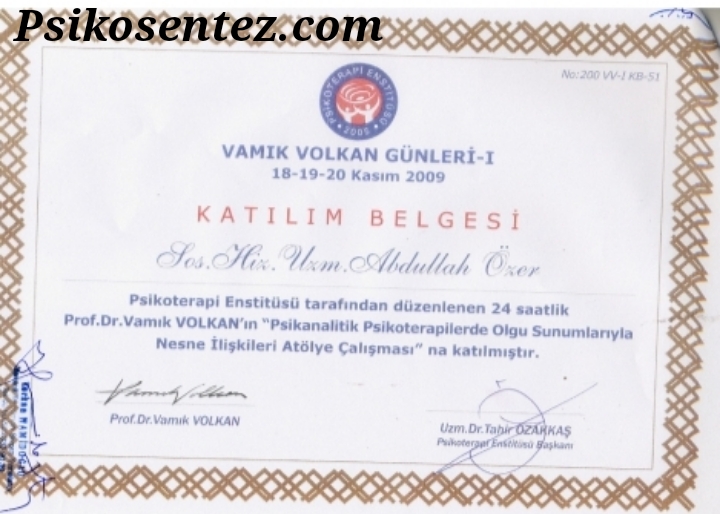 Psikosentez.com
No:200 VV-I KB-51
PSİKOTERAPİ ENSTİTÜSÜ
2005
VAMIK VOLKAN GÜNLERİ-I
18-19-20 Kasım 2009
KATILIM BELGESİ
Sos.Hiz.Uzm.Abdullah Özer
Psikoterapi Enstitüsü tarafından düzenlenen 24 saatlik
Prof.Dr.Vamık VOLKAN'ın "Psikanalitik Psikoterapilerde Olgu Sunumlarıyla
Nesne İlişkileri Atölye Çalışması" na katılmıştır.
Vamık Volkan
Prof.Dr.Vamık VOLKAN
Uzm.Dr.Tahir ÖZAKKAŞ
Psikoterapi Enstitüsü Başkanı